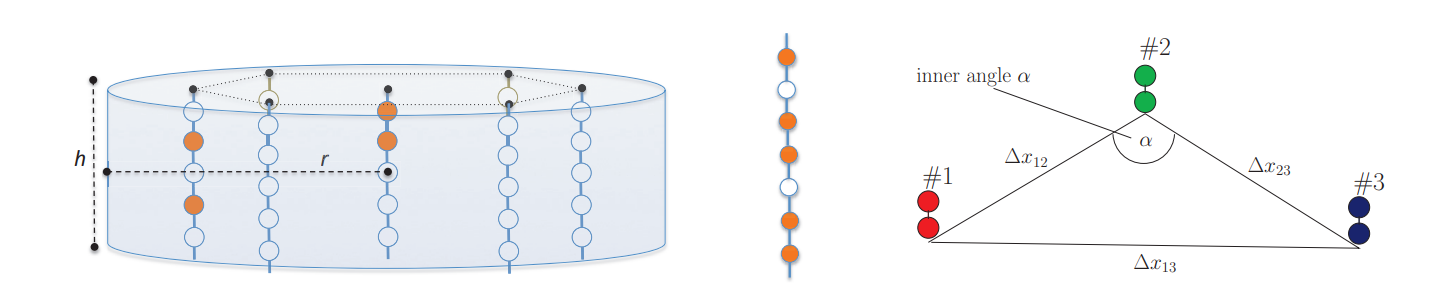 h
r
inner angle α
#2
α
Δx₁₂
Δx₂₃
#1
#3
Δx₁₃